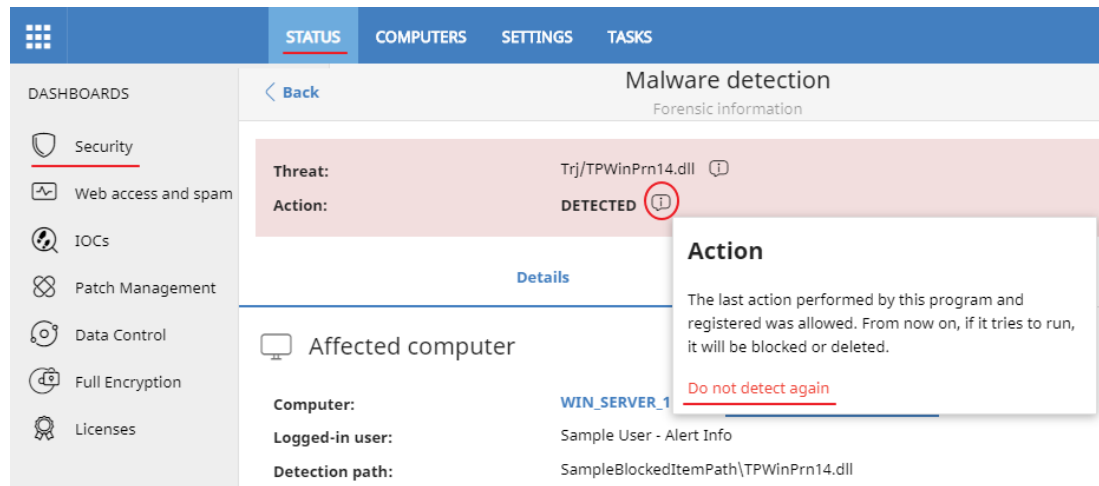 STATUS COMPUTERS SETTINGS TASKS
DASHBOARDS
Security
Web access and spam
IOCs
Patch Management
Data Control
Full Encryption
Licenses
Back
Malware detection
Forensic information
Threat: Trj/TPWinPrn14.dll
Action: DETECTED
Details
Action
The last action performed by this program and
registered was allowed. From now on, if it tries to run,
it will be blocked or deleted.
Do not detect again
Affected computer
Computer: WIN_SERVER_1
Logged-in user: Sample User - Alert Info
Detection path: SampleBlockedItemPath\TPWinPrn14.dll